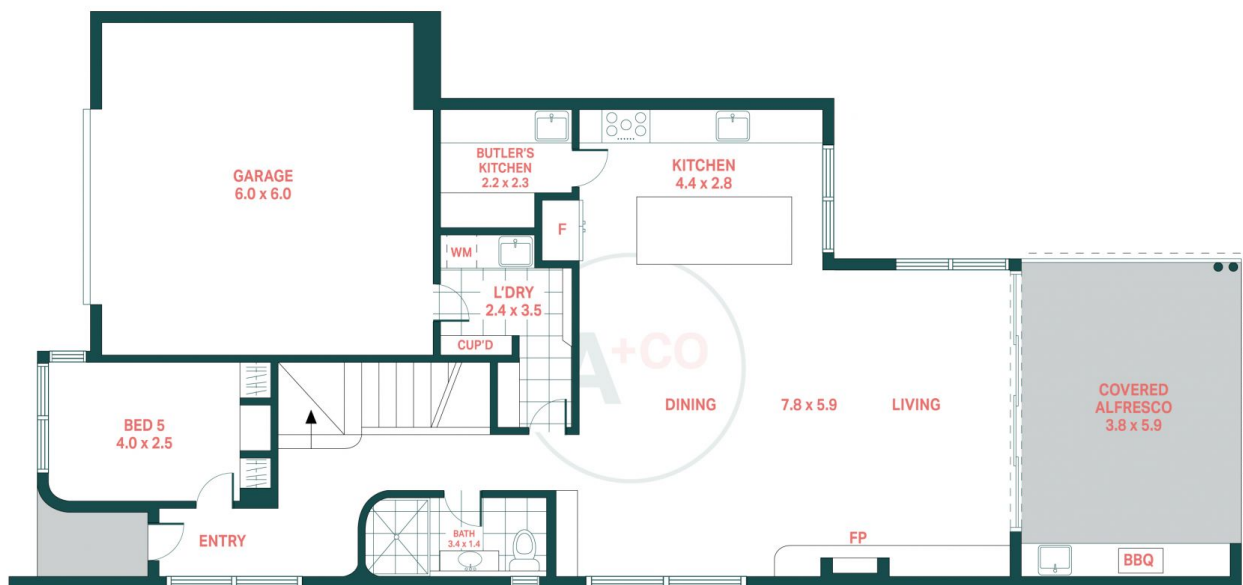 GARAGE
6.0 x 6.0
BUTLER'S
KITCHEN
2.2 x 2.3
KITCHEN
4.4 x 2.8
F
WM
L'DRY
2.4 x 3.5
CUP'D
A+CO
BED 5
4.0 x 2.5
DINING 7.8 x 5.9 LIVING
COVERED
ALFRESCO
3.8 x 5.9
ENTRY
BATH
3.4 x 1.4
FP
BBQ